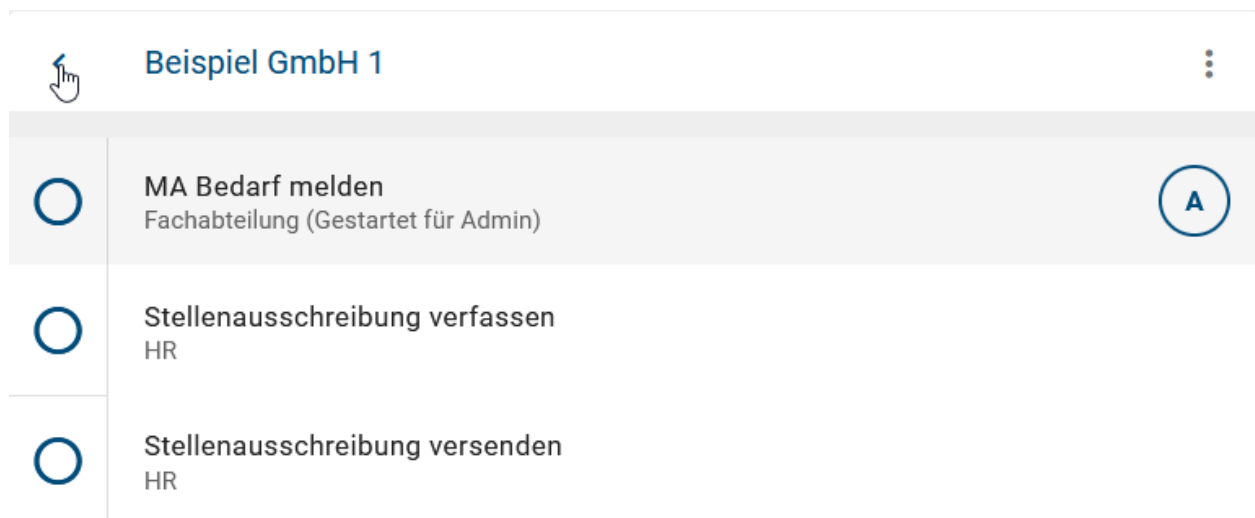 Beispiel GmbH 1
MA Bedarf melden
Fachabteilung (Gestartet für Admin)
A
Stellenausschreibung verfassen
HR
Stellenausschreibung versenden
HR